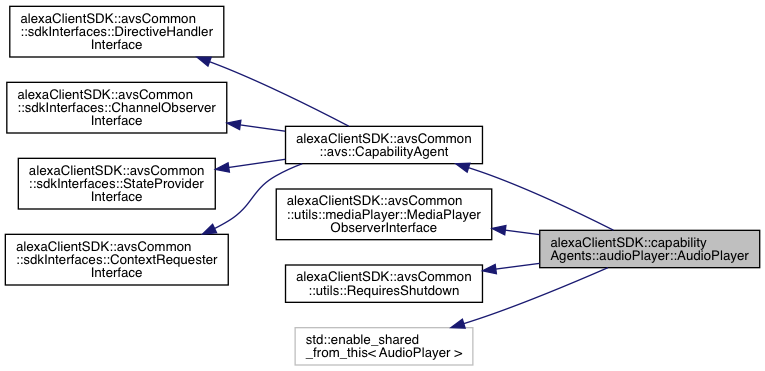 alexaClientSDK::avsCommon
::sdkInterfaces::DirectiveHandler
Interface
alexaClientSDK::avsCommon
::sdkInterfaces::ChannelObserver
Interface
alexaClientSDK::avsCommon
::sdkInterfaces::StateProvider
Interface
alexaClientSDK::avsCommon
::sdkInterfaces::ContextRequester
Interface
alexaClientSDK::avsCommon
::avs::CapabilityAgent
alexaClientSDK::avsCommon
::utils::mediaPlayer::MediaPlayer
ObserverInterface
alexaClientSDK::avsCommon
::utils::RequiresShutdown
std::enable_shared
_from_this< AudioPlayer >
alexaClientSDK::capability
Agents::audioPlayer::AudioPlayer